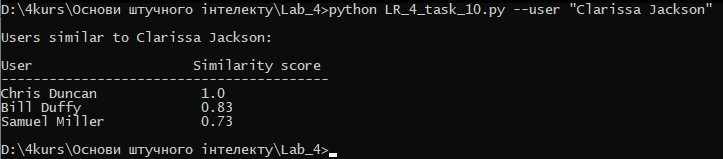 D:\4kurs\Основи штучного інтелекту\Lab_4>python LR_4_task_10.py --user "Clarissa Jackson"
Users similar to Clarissa Jackson:
User Similarity score
-----------------------------------------
Chris Duncan 1.0
Bill Duffy 0.83
Samuel Miller 0.73
D:\4kurs\Основи штучного інтелекту\Lab_4>